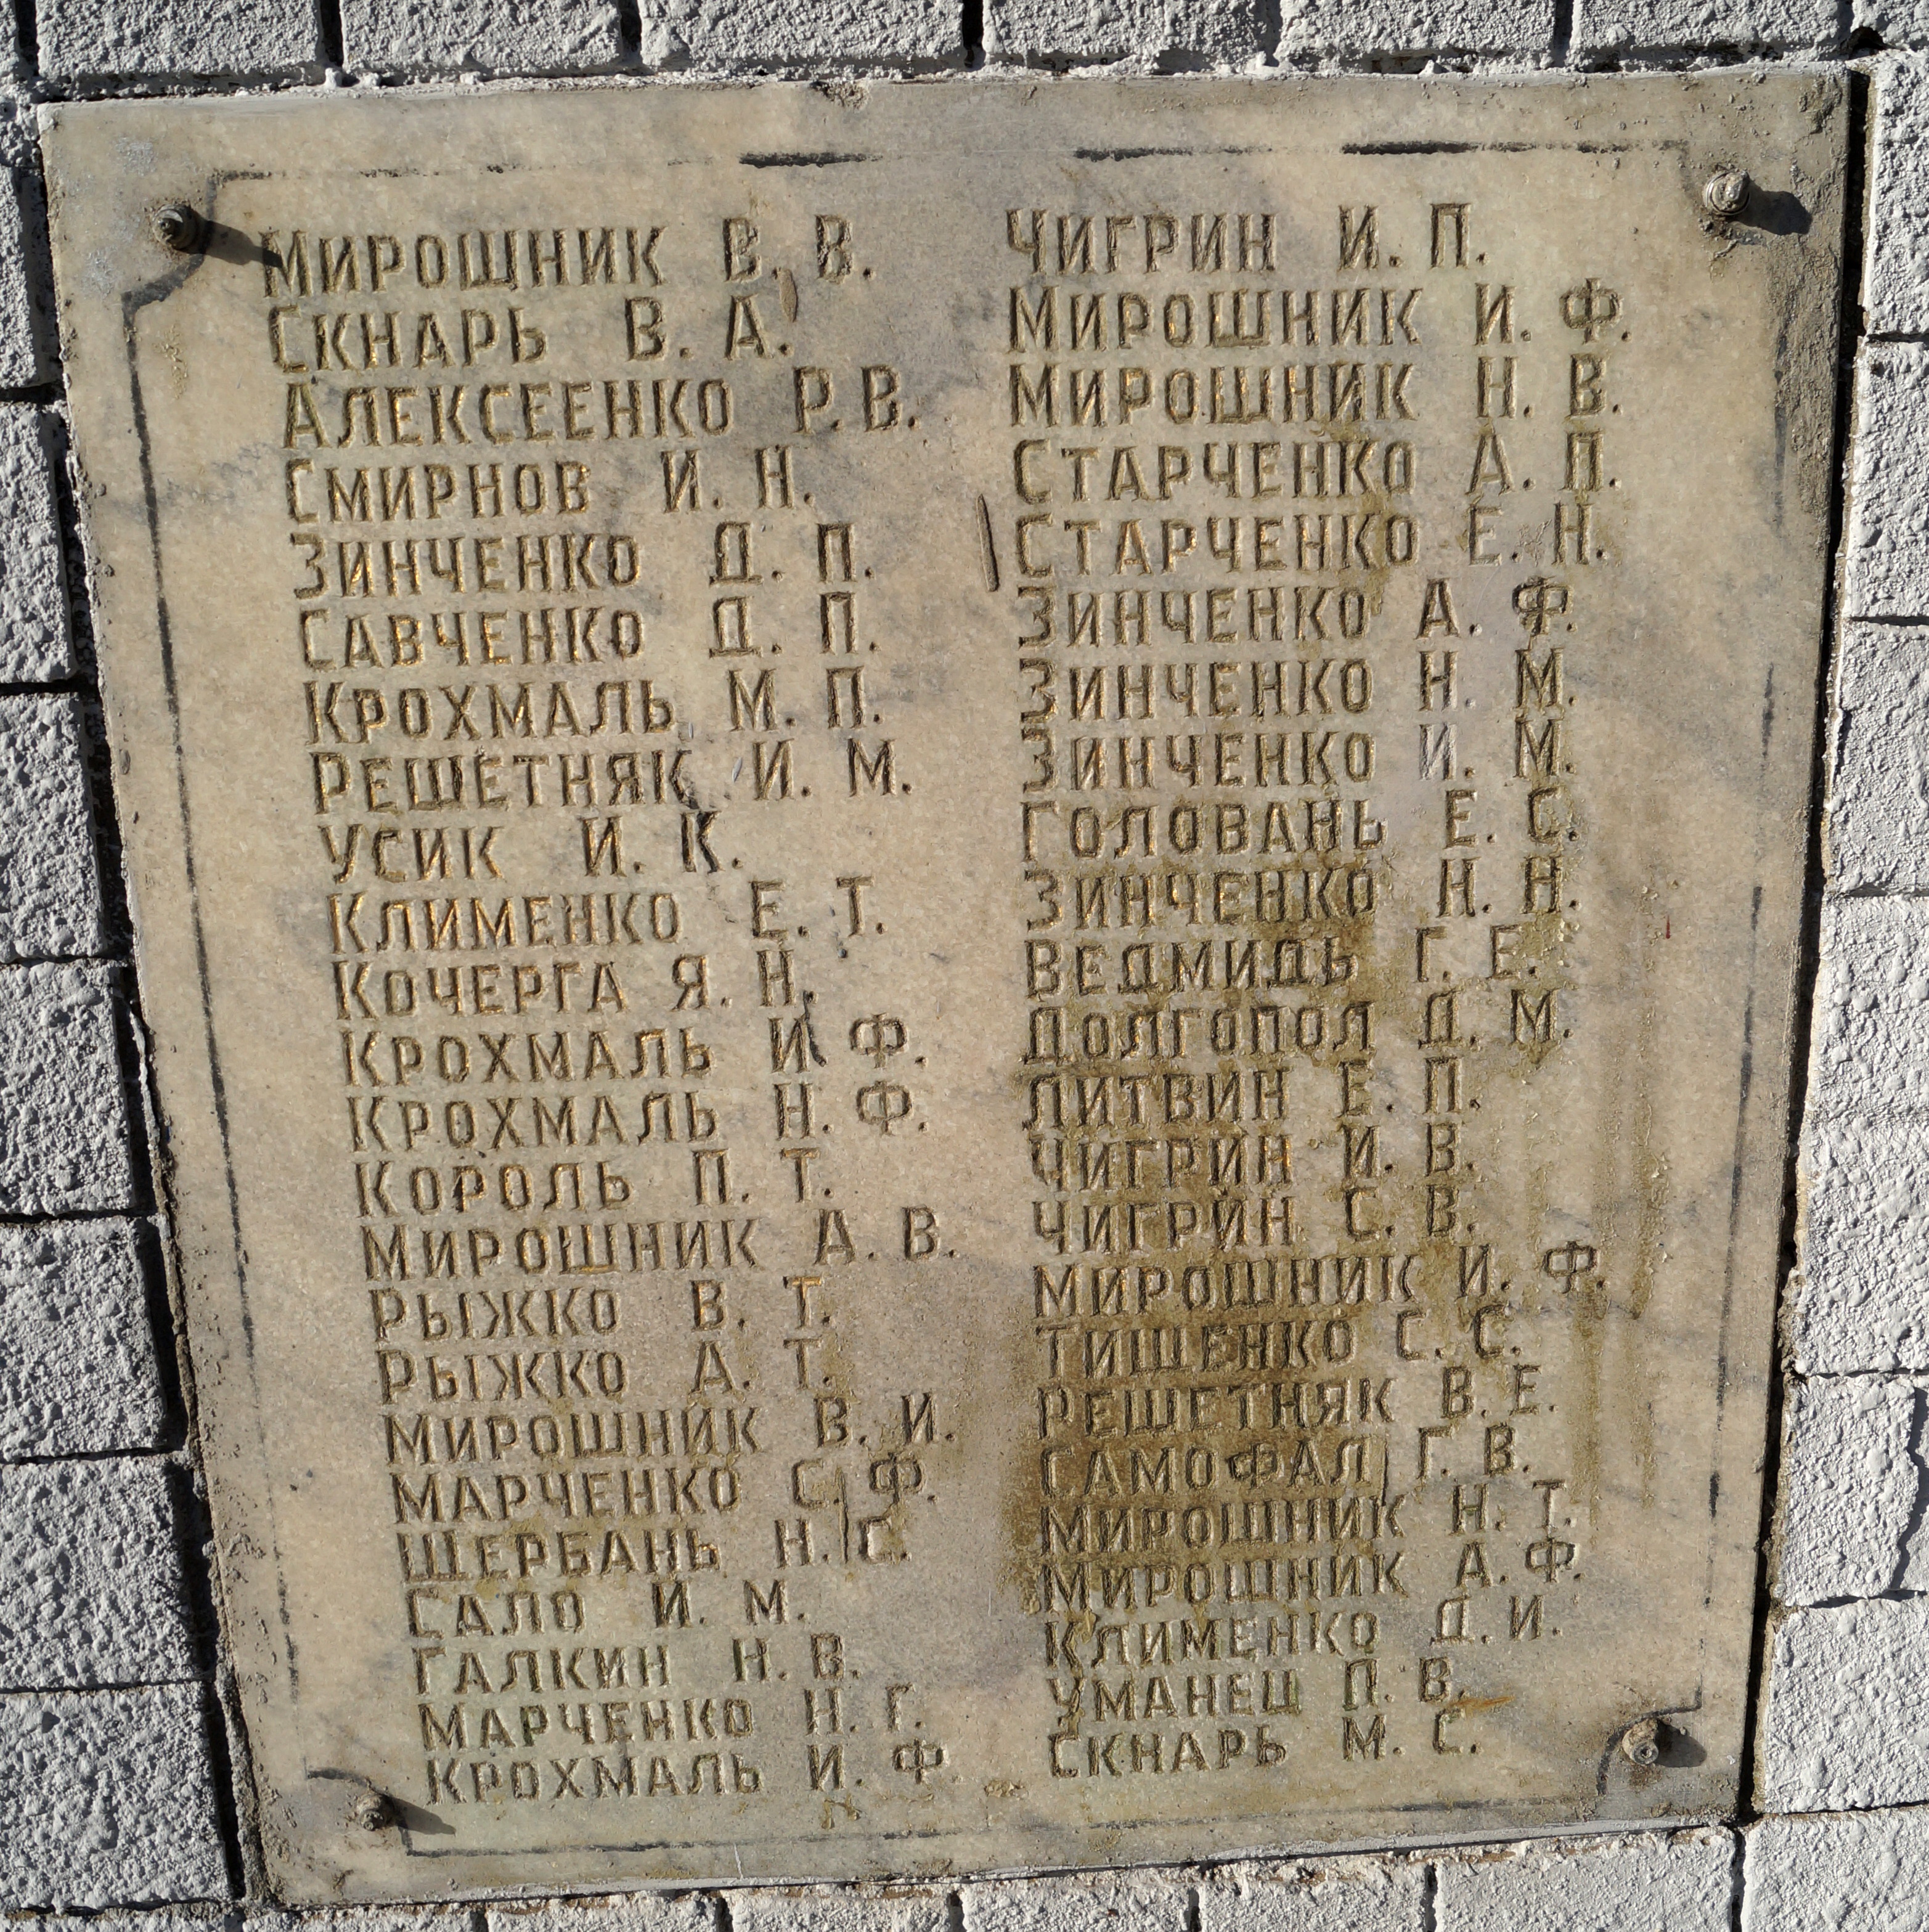 Мирошник В. В.
Скнарь В. А.
Алексеенко Р. В.
Смирнов И. Н.
Зинченко Д. П.
Савченко Д. П.
Крохмаль М. П.
Решетняк И. М.
Усик И. К.
Клименко Е. Т.
Кочерга Я. Н.
Крохмаль И. Ф.
Крохмаль Н. Ф.
Король П. Т.
Мирошник А. В.
Рыжко В. Т.
Рыжко А. Т.
Мирошник В. И.
Марченко С. Ф.
Щербань Н. С.
Сало И. М.
Галкин Н. В.
Марченко Н. Г.
Крохмаль И. Ф.
Чигрин И. П.
Мирошник И. Ф.
Мирошник Н. В.
Старченко А. П.
Старченко Е. Н.
Зинченко А. Ф.
Зинченко Н. М.
Зинченко И. М.
Головань Е. С.
Зинченко Н. Н.
Ведмидь Г. Е.
Долгопол Д. М.
Литвин Е. П.
Чигрин И. В.
Чигрин С. В.
Мирошник И. Ф.
Тищенко С. С.
Решетняк В. Е.
Самофал Г. В.
Мирошник Н. Т.
Мирошник А. Ф.
Клименко Д. И.
Уманец П. В.
Скнарь М. С.